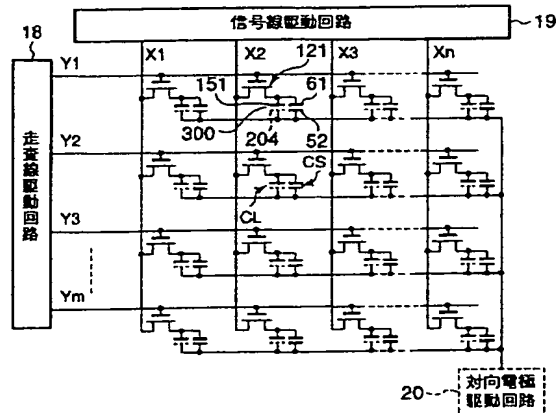 信号線駆動回路
19
18
走査線駆動回路
X1 X2 X3 Xn
Y1
121
151
61
300
204
52
Y2
CS
CL
Y3
Ym
対向電極
駆動回路
20